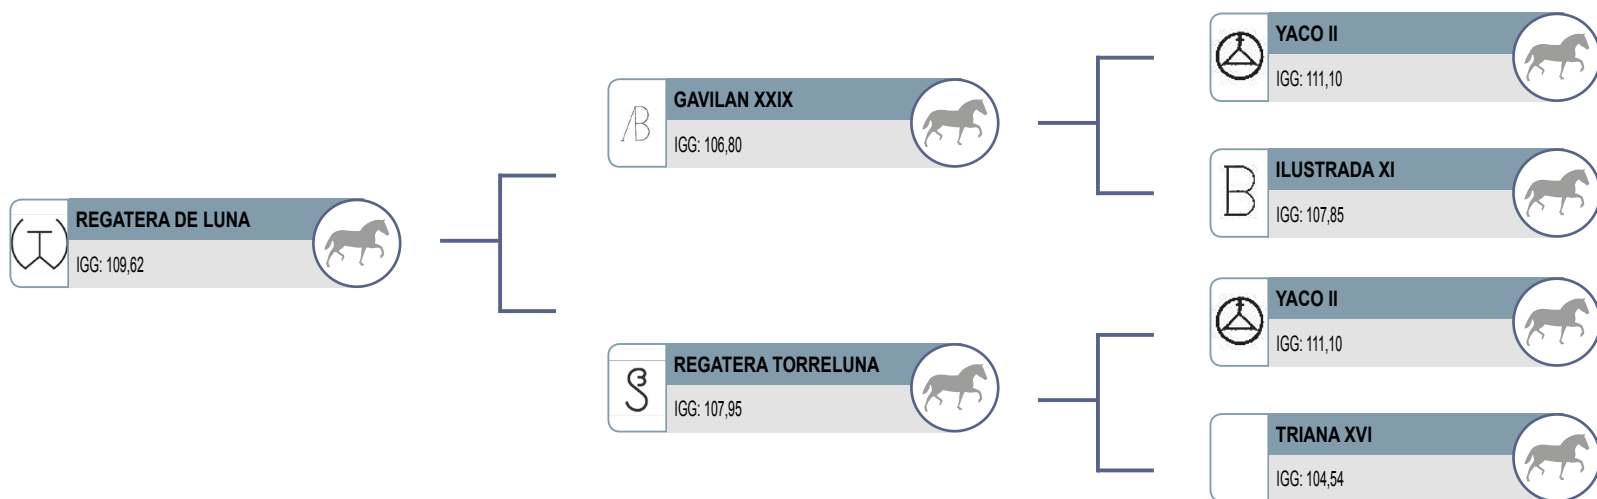 REGATERA DE LUNA
IGG: 109,62
GAVILAN XXIX
IGG: 106,80
REGATERA TORRELUNA
IGG: 107,95
YACO II
IGG: 111,10
ILUSTRADA XI
IGG: 107,85
YACO II
IGG: 111,10
TRIANA XVI
IGG: 104,54